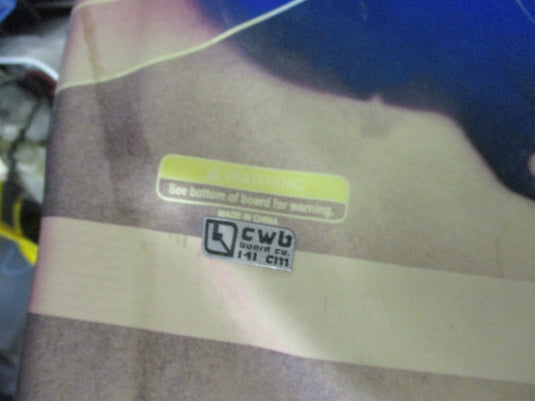 WARNING
See bottom of board for warning.
MADE IN CHINA
cwb
board co.
141 cm